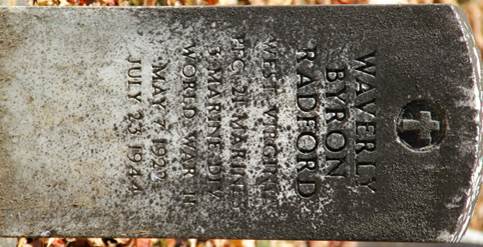 WAVERLY
BYRON
RADFORD
WEST VIRGINIA
PFC 21 MARINES
3 MARINE DIV
WORLD WAR II
MAY 7 1922
JULY 23 1944